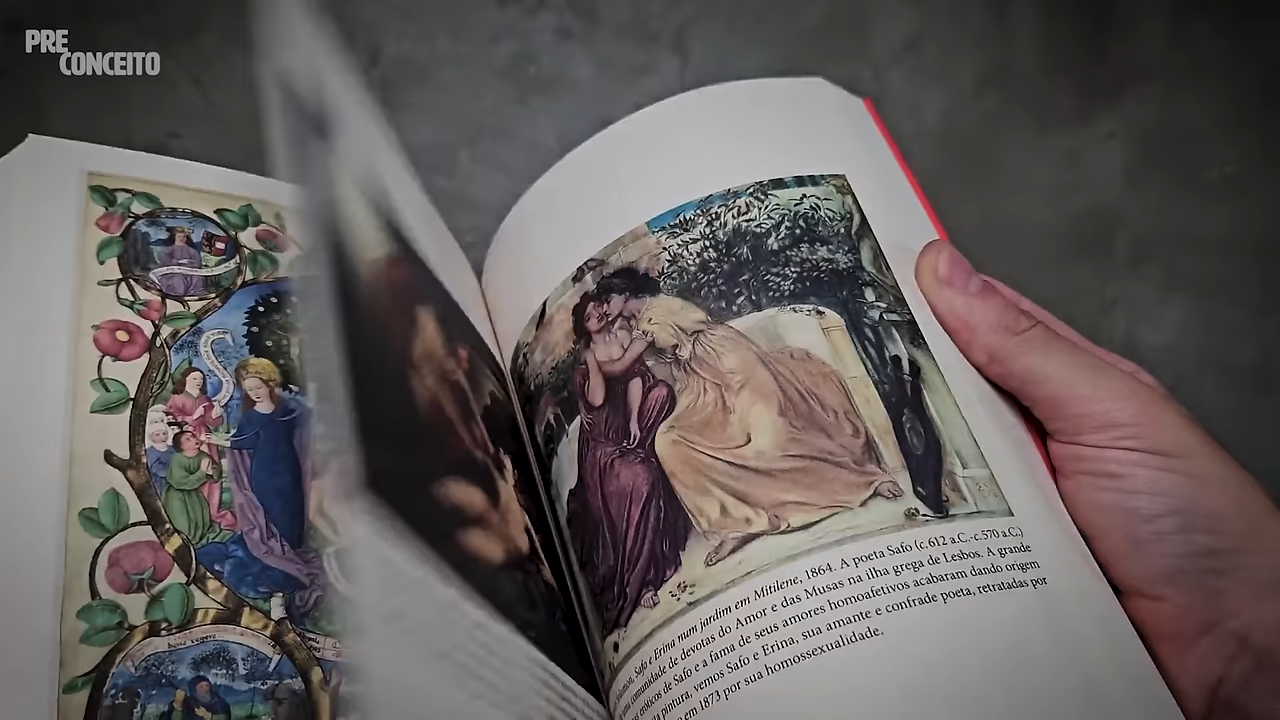 PRE
CONCEITO
Safo e Erina num jardim em Mitilene, 1864. A poeta Safo (c.612 a.C.-c.570 a.C.)
uma comunidade de devotas do Amor e das Musas na ilha grega de Lesbos. A grande
eróticos de Safo e a fama de seus amores homoafetivos acabaram dando origem
pintura, vemos Safo e Erina, sua amante e confrade poeta, retratadas por
em 1873 por sua homossexualidade.